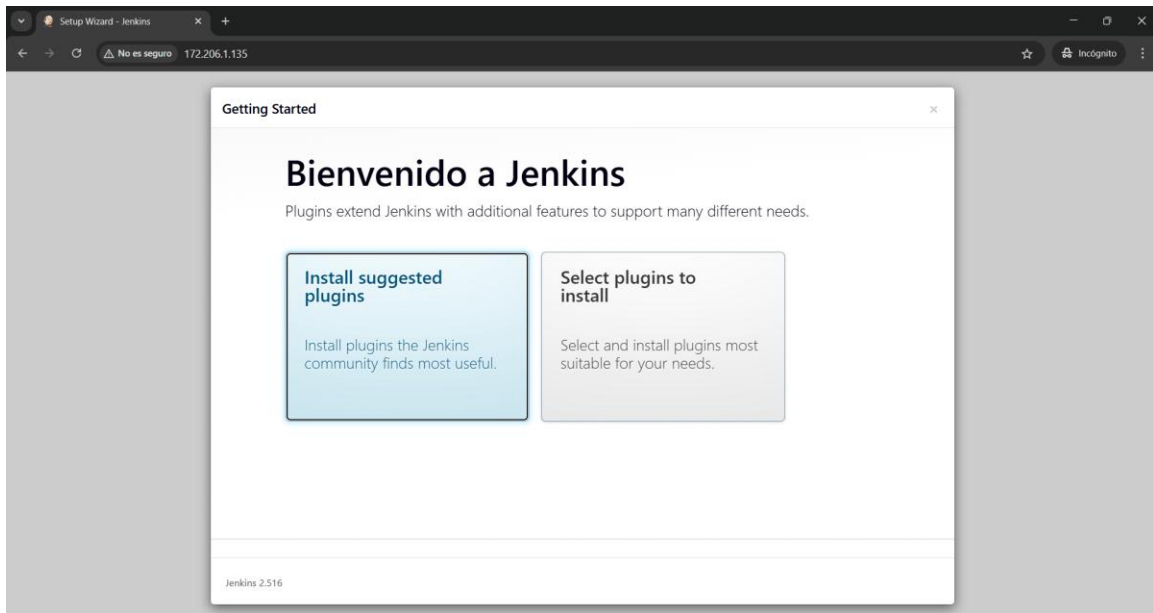 Setup Wizard - Jenkins
No es seguro 172.206.1.135
Incógnito
Getting Started
Bienvenido a Jenkins
Plugins extend Jenkins with additional features to support many different needs.
Install suggested
plugins
Install plugins the Jenkins
community finds most useful.
Select plugins to
install
Select and install plugins most
suitable for your needs.
Jenkins 2.516